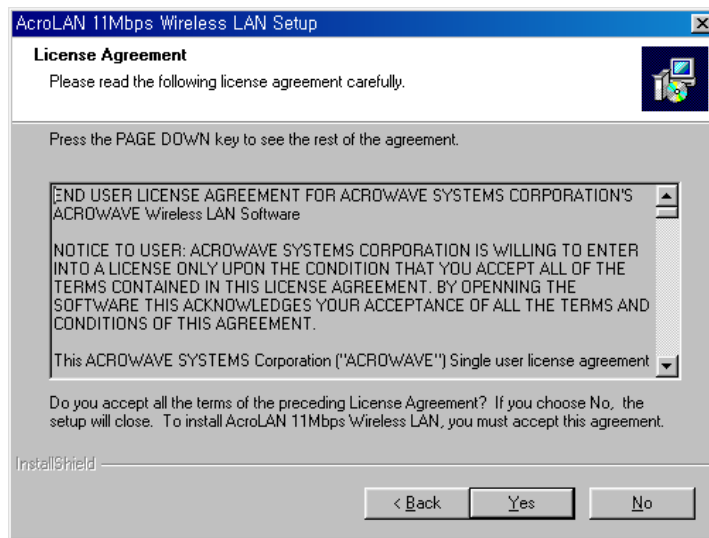 AcroLAN 11Mbps Wireless LAN Setup
License Agreement
Please read the following license agreement carefully.
Press the PAGE DOWN key to see the rest of the agreement.
END USER LICENSE AGREEMENT FOR ACROWAVE SYSTEMS CORPORATION'S
ACROWAVE Wireless LAN Software
NOTICE TO USER: ACROWAVE SYSTEMS CORPORATION IS WILLING TO ENTER
INTO A LICENSE ONLY UPON THE CONDITION THAT YOU ACCEPT ALL OF THE
TERMS CONTAINED IN THIS LICENSE AGREEMENT. BY OPENNING THE
SOFTWARE THIS ACKNOWLEDGES YOUR ACCEPTANCE OF ALL THE TERMS AND
CONDITIONS OF THIS AGREEMENT.
This ACROWAVE SYSTEMS Corporation ("ACROWAVE") Single user license agreement
Do you accept all the terms of the preceding License Agreement? If you choose No, the
setup will close. To install AcroLAN 11Mbps Wireless LAN, you must accept this agreement.
InstallShield
< Back Yes No